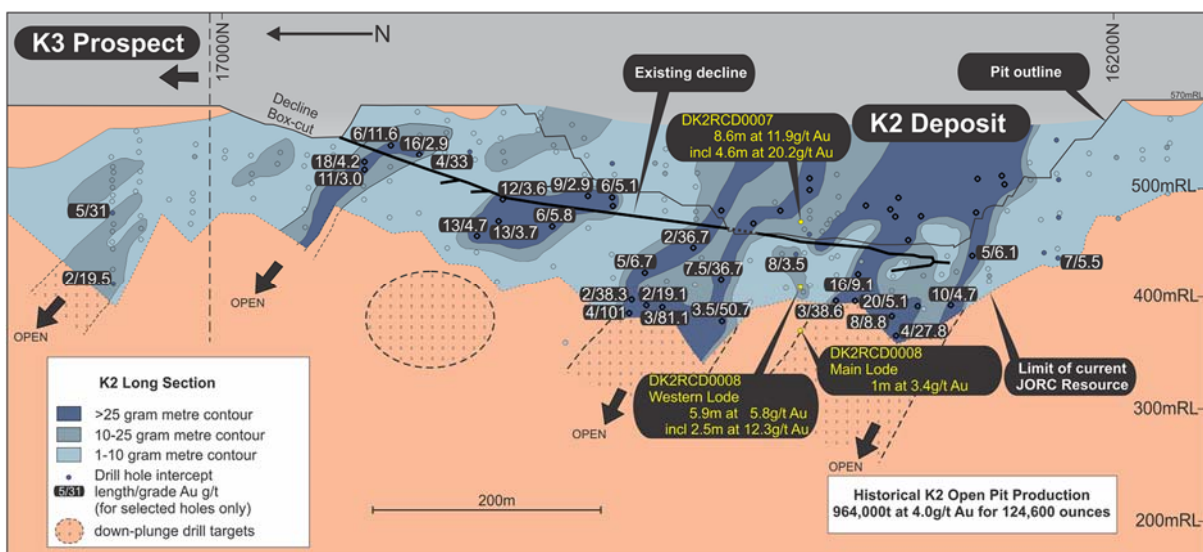 K3 Prospect
17000N
N
16200N
Existing decline
Pit outline
570mRL
Decline
Box-cut
DK2RCD0007
8.6m at 11.9g/t Au
incl 4.6m at 20.2g/t Au
K2 Deposit
6/11.6
16/2.9
4/33
18/4.2
11/3.0
12/3.6
9/2.9
6/5.1
500mRL
5/31
13/4.7
13/3.7
6/5.8
2/36.7
5/6.7
7.5/36.7
8/3.5
5/6.1
7/5.5
2/19.5
16/9.1
2/38.3
2/19.1
20/5.1
10/4.7
400mRL
4/101
3/81.1
3.5/50.7
3/38.6
8/8.8
4/27.8
OPEN
OPEN
DK2RCD0008
Western Lode
5.9m at 5.8g/t Au
incl 2.5m at 12.3g/t Au
DK2RCD0008
Main Lode
1m at 3.4g/t Au
Limit of current
JORC Resource
300mRL
OPEN
OPEN
K2 Long Section
>25 gram metre contour
10-25 gram metre contour
1-10 gram metre contour
Drill hole intercept
5/31 length/grade Au g/t
(for selected holes only)
down-plunge drill targets
200m
Historical K2 Open Pit Production
964,000t at 4.0g/t Au for 124,600 ounces
200mRL